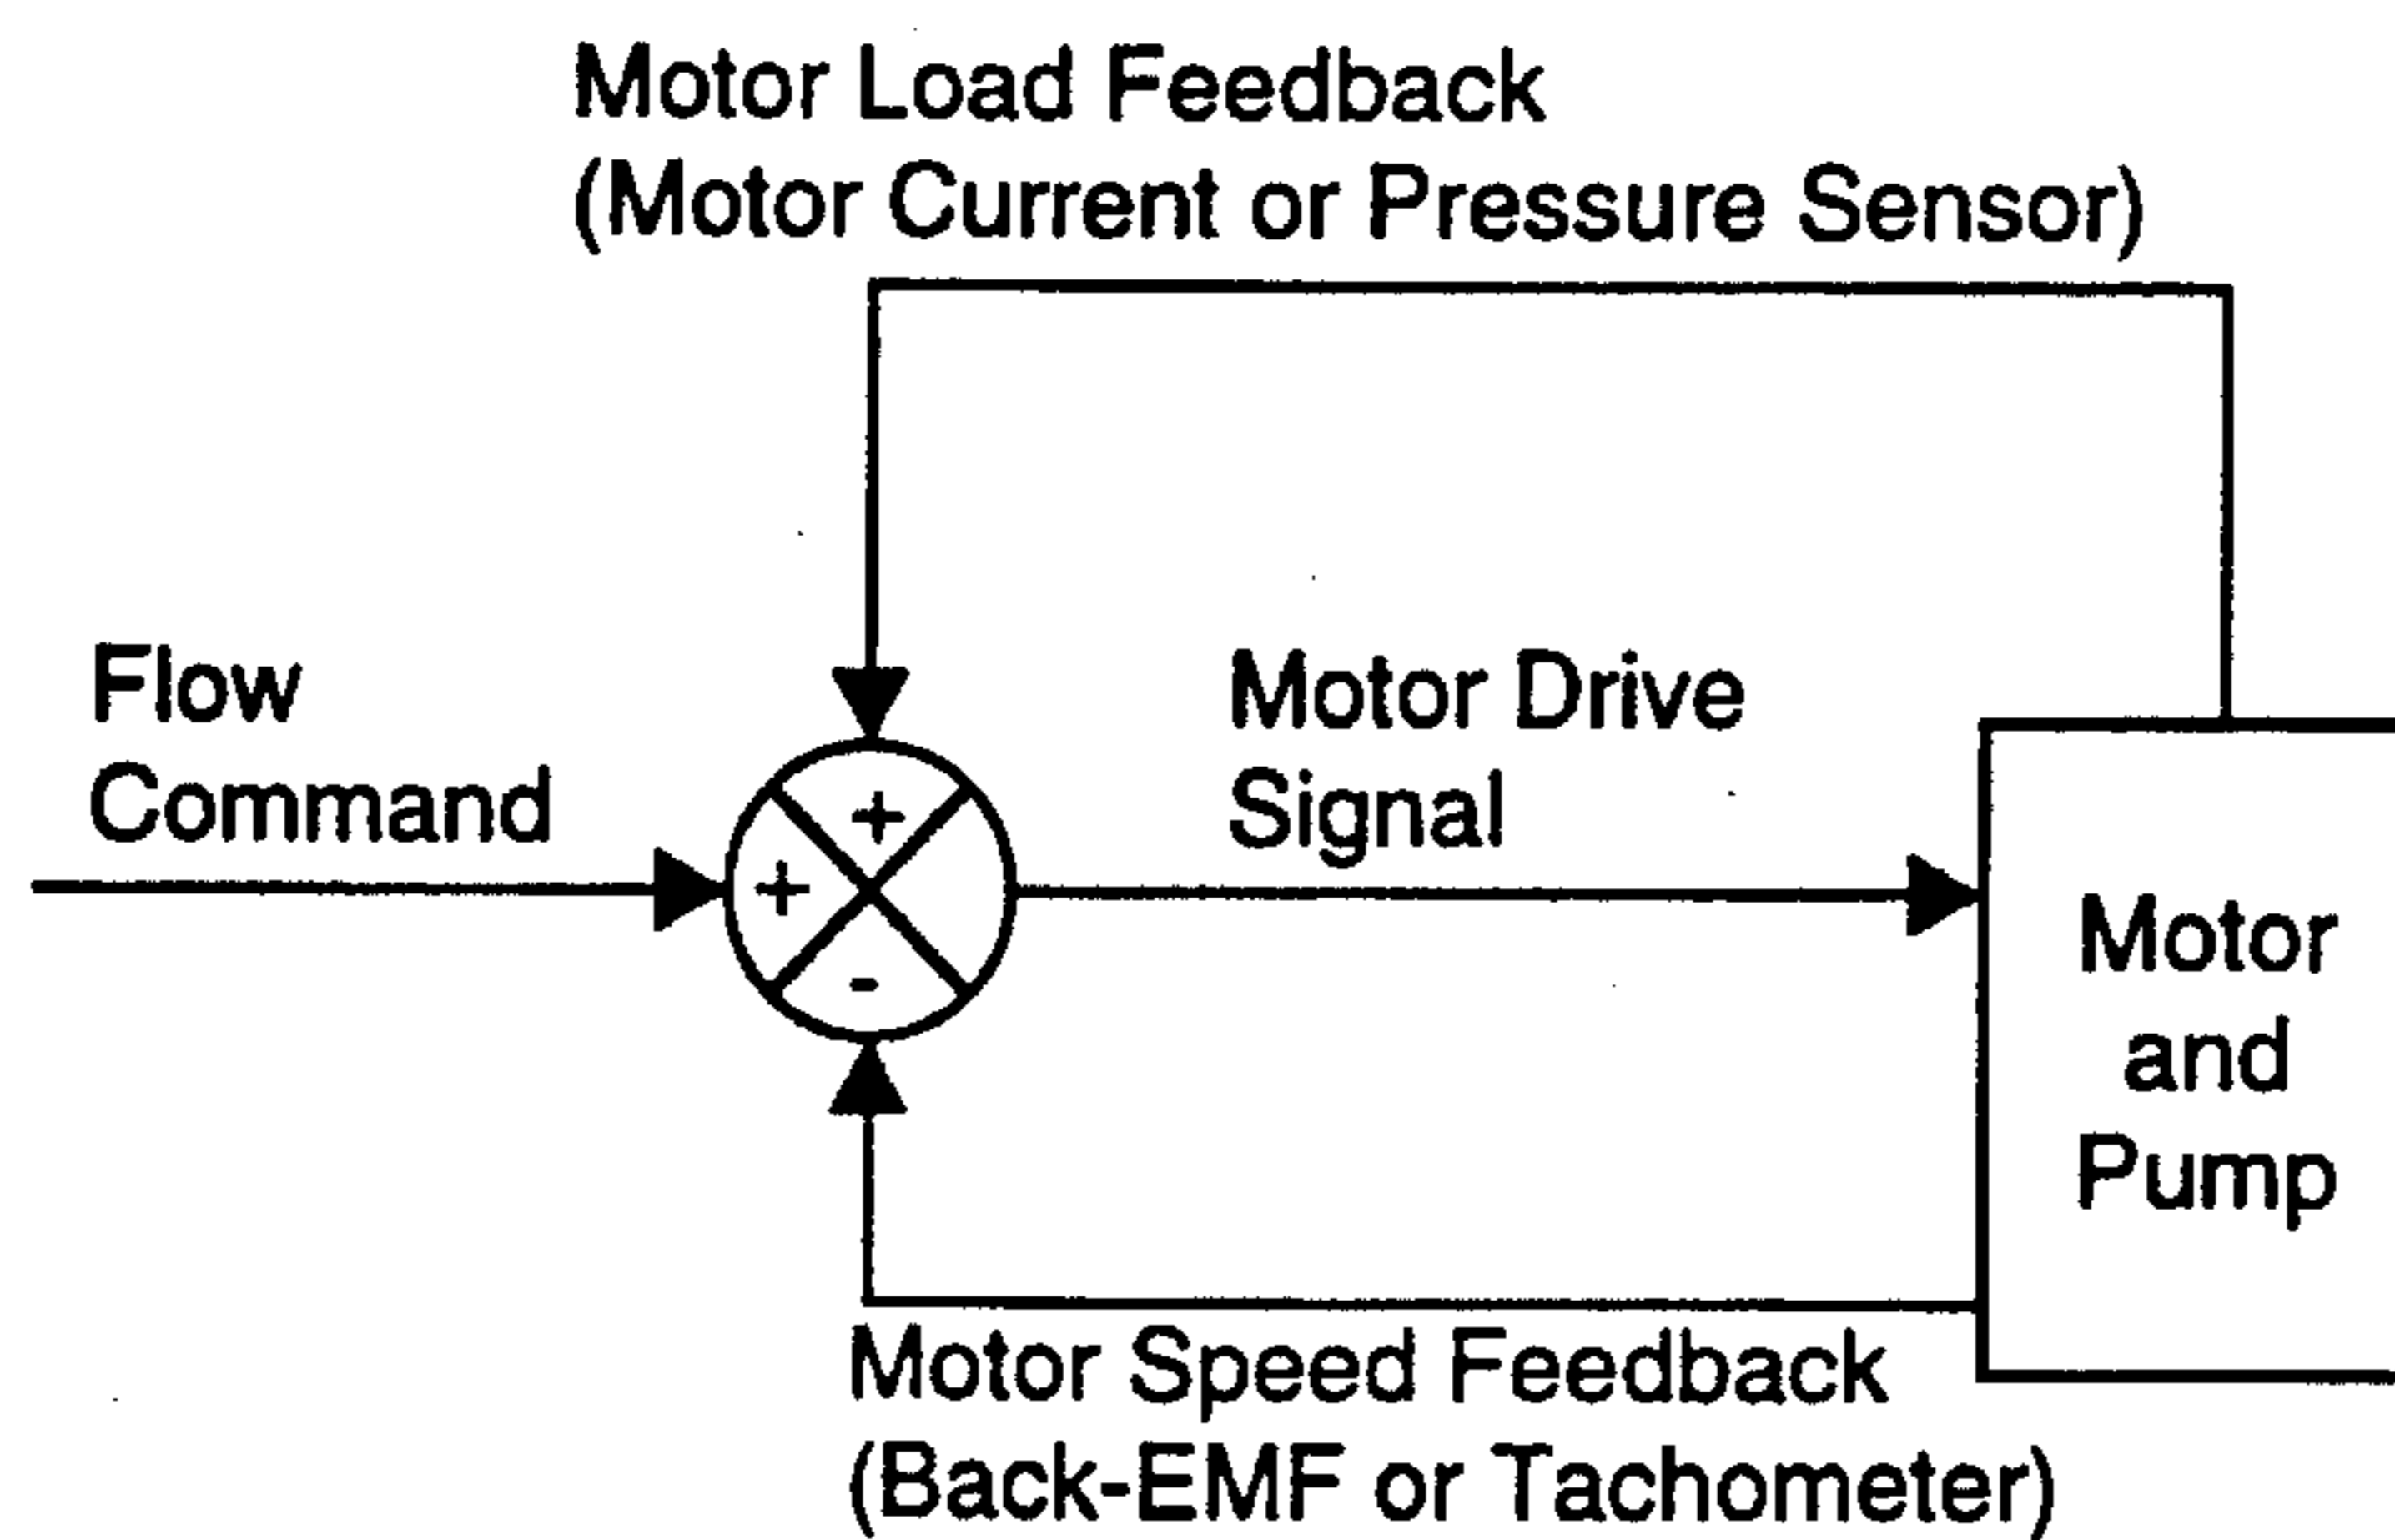 Motor Load Feedback
(Motor Current or Pressure Sensor)
Flow
Command
+
+
-
Motor Drive
Signal
Motor
and
Pump
Motor Speed Feedback
(Back-EMF or Tachometer)